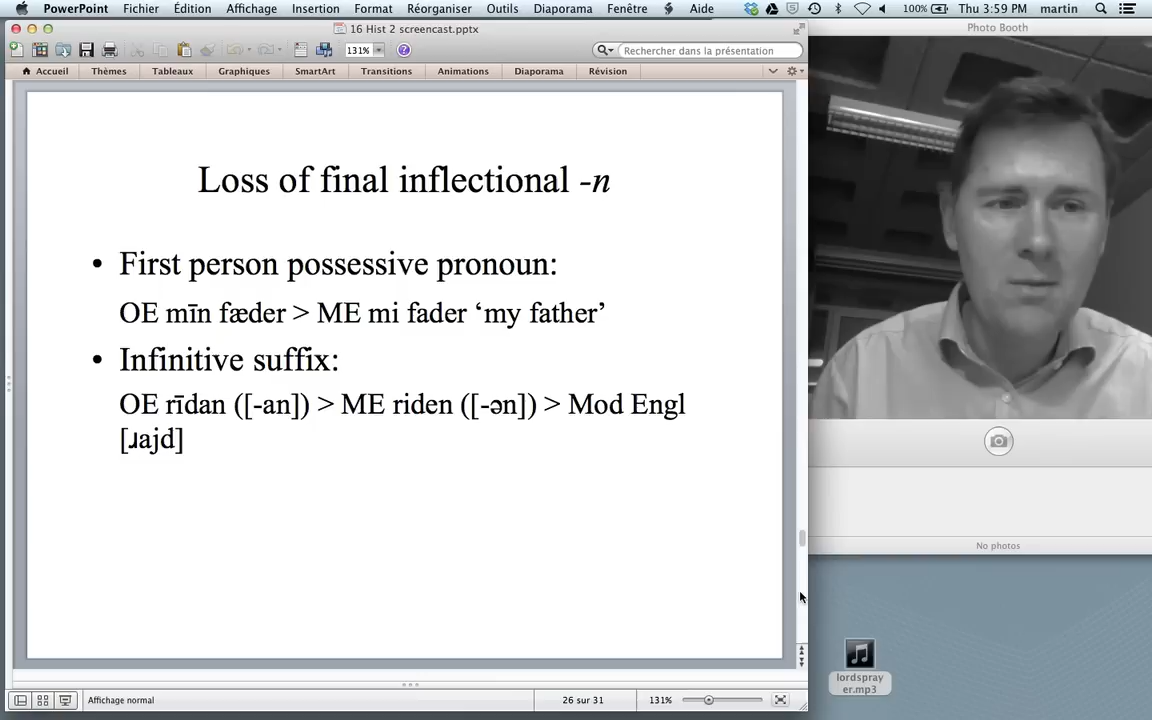 PowerPoint Fichier Édition Affichage Insertion Format Réorganiser Outils Diaporama Fenêtre Aide 100% Thu 3:59 PM martin
16 Hist 2 screencast.pptx
Photo Booth
131% Rechercher dans la présentation
Accueil Thèmes Tableaux Graphiques SmartArt Transitions Animations Diaporama Révision
Loss of final inflectional -n
• First person possessive pronoun:
OE mīn fæder > ME mi fader ‘my father’
• Infinitive suffix:
OE rīdan ([-an]) > ME riden ([-ən]) > Mod Engl
[ɹajd]
No photos
lordspray
er.mp3
Affichage normal 26 sur 31 131%